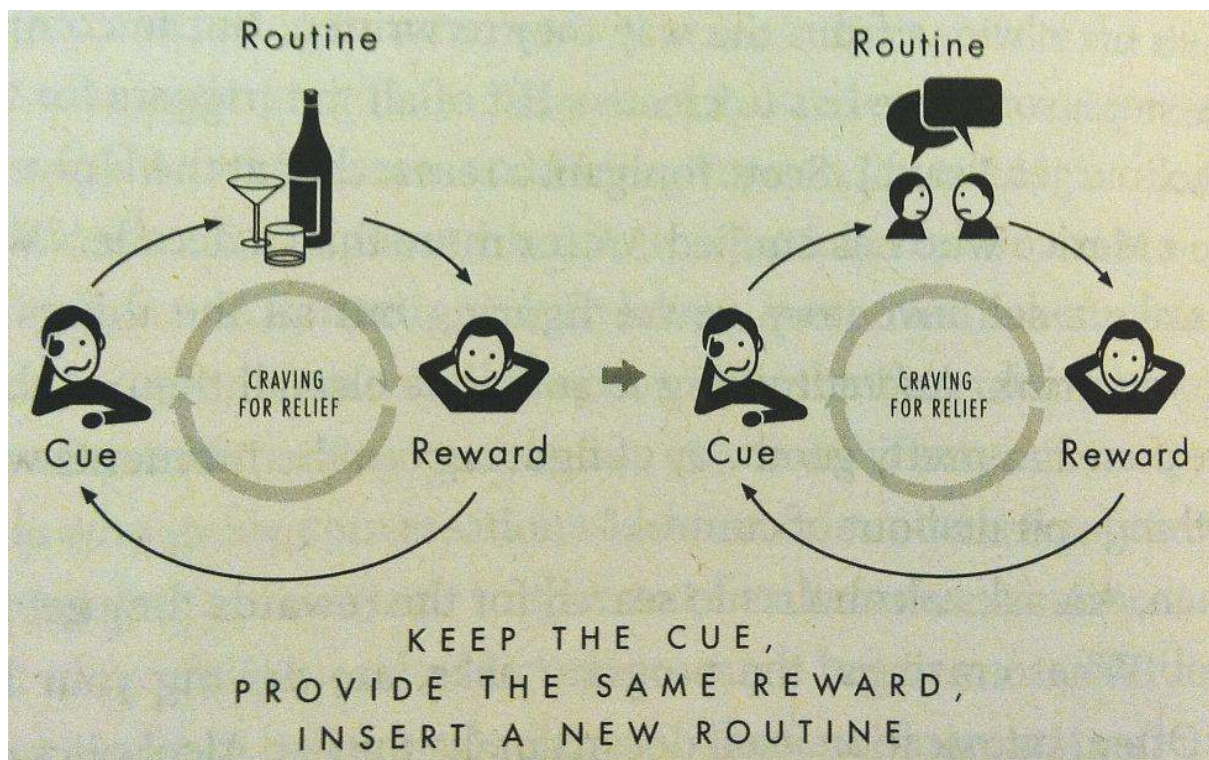 Routine
CRAVING
FOR RELIEF
Cue
Reward
Routine
CRAVING
FOR RELIEF
Cue
Reward
KEEP THE CUE,
PROVIDE THE SAME REWARD,
INSERT A NEW ROUTINE